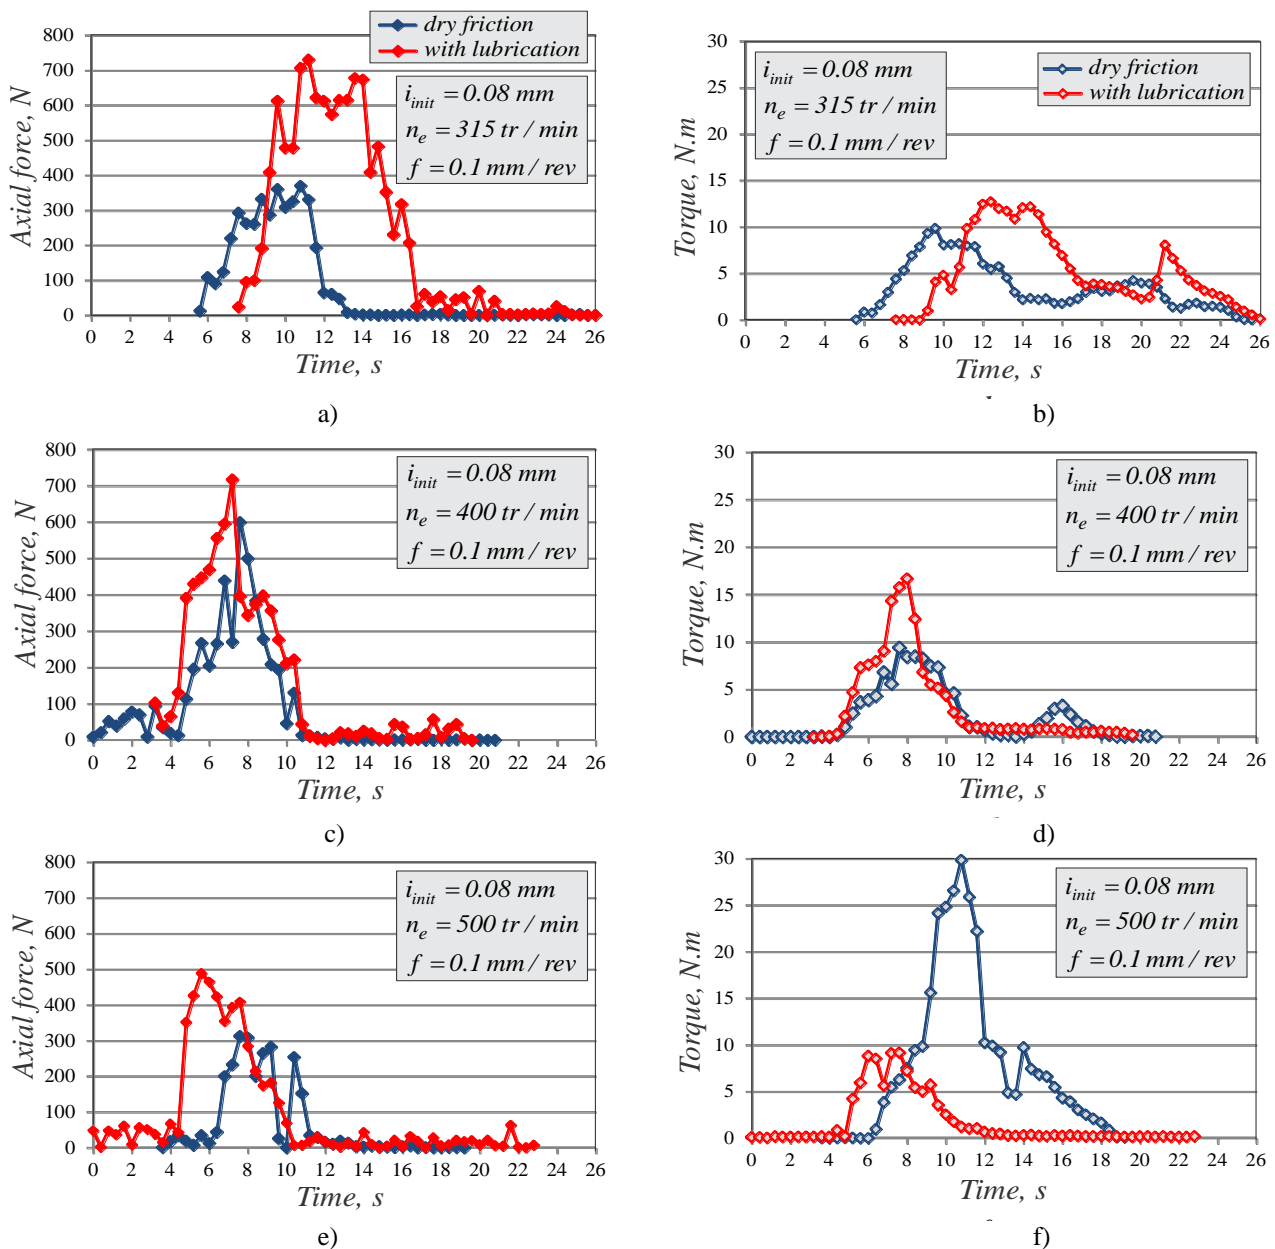 800
700
600
500
400
300
200
100
0
Axial force, N
dry friction
with lubrication
i_init = 0.08 mm
n_e = 315 tr / min
f = 0.1 mm / rev
0 2 4 6 8 10 12 14 16 18 20 22 24 26
Time, s
a)
30
25
20
15
10
5
0
Torque, N.m
i_init = 0.08 mm
n_e = 315 tr / min
f = 0.1 mm / rev
dry friction
with lubrication
0 2 4 6 8 10 12 14 16 18 20 22 24 26
Time, s
b)
800
700
600
500
400
300
200
100
0
Axial force, N
i_init = 0.08 mm
n_e = 400 tr / min
f = 0.1 mm / rev
0 2 4 6 8 10 12 14 16 18 20 22 24 26
Time, s
c)
30
25
20
15
10
5
0
Torque, N.m
i_init = 0.08 mm
n_e = 400 tr / min
f = 0.1 mm / rev
0 2 4 6 8 10 12 14 16 18 20 22 24 26
Time, s
d)
800
700
600
500
400
300
200
100
0
Axial force, N
i_init = 0.08 mm
n_e = 500 tr / min
f = 0.1 mm / rev
0 2 4 6 8 10 12 14 16 18 20 22 24 26
Time, s
e)
30
25
20
15
10
5
0
Torque, N.m
i_init = 0.08 mm
n_e = 500 tr / min
f = 0.1 mm / rev
0 2 4 6 8 10 12 14 16 18 20 22 24 26
Time, s
f)